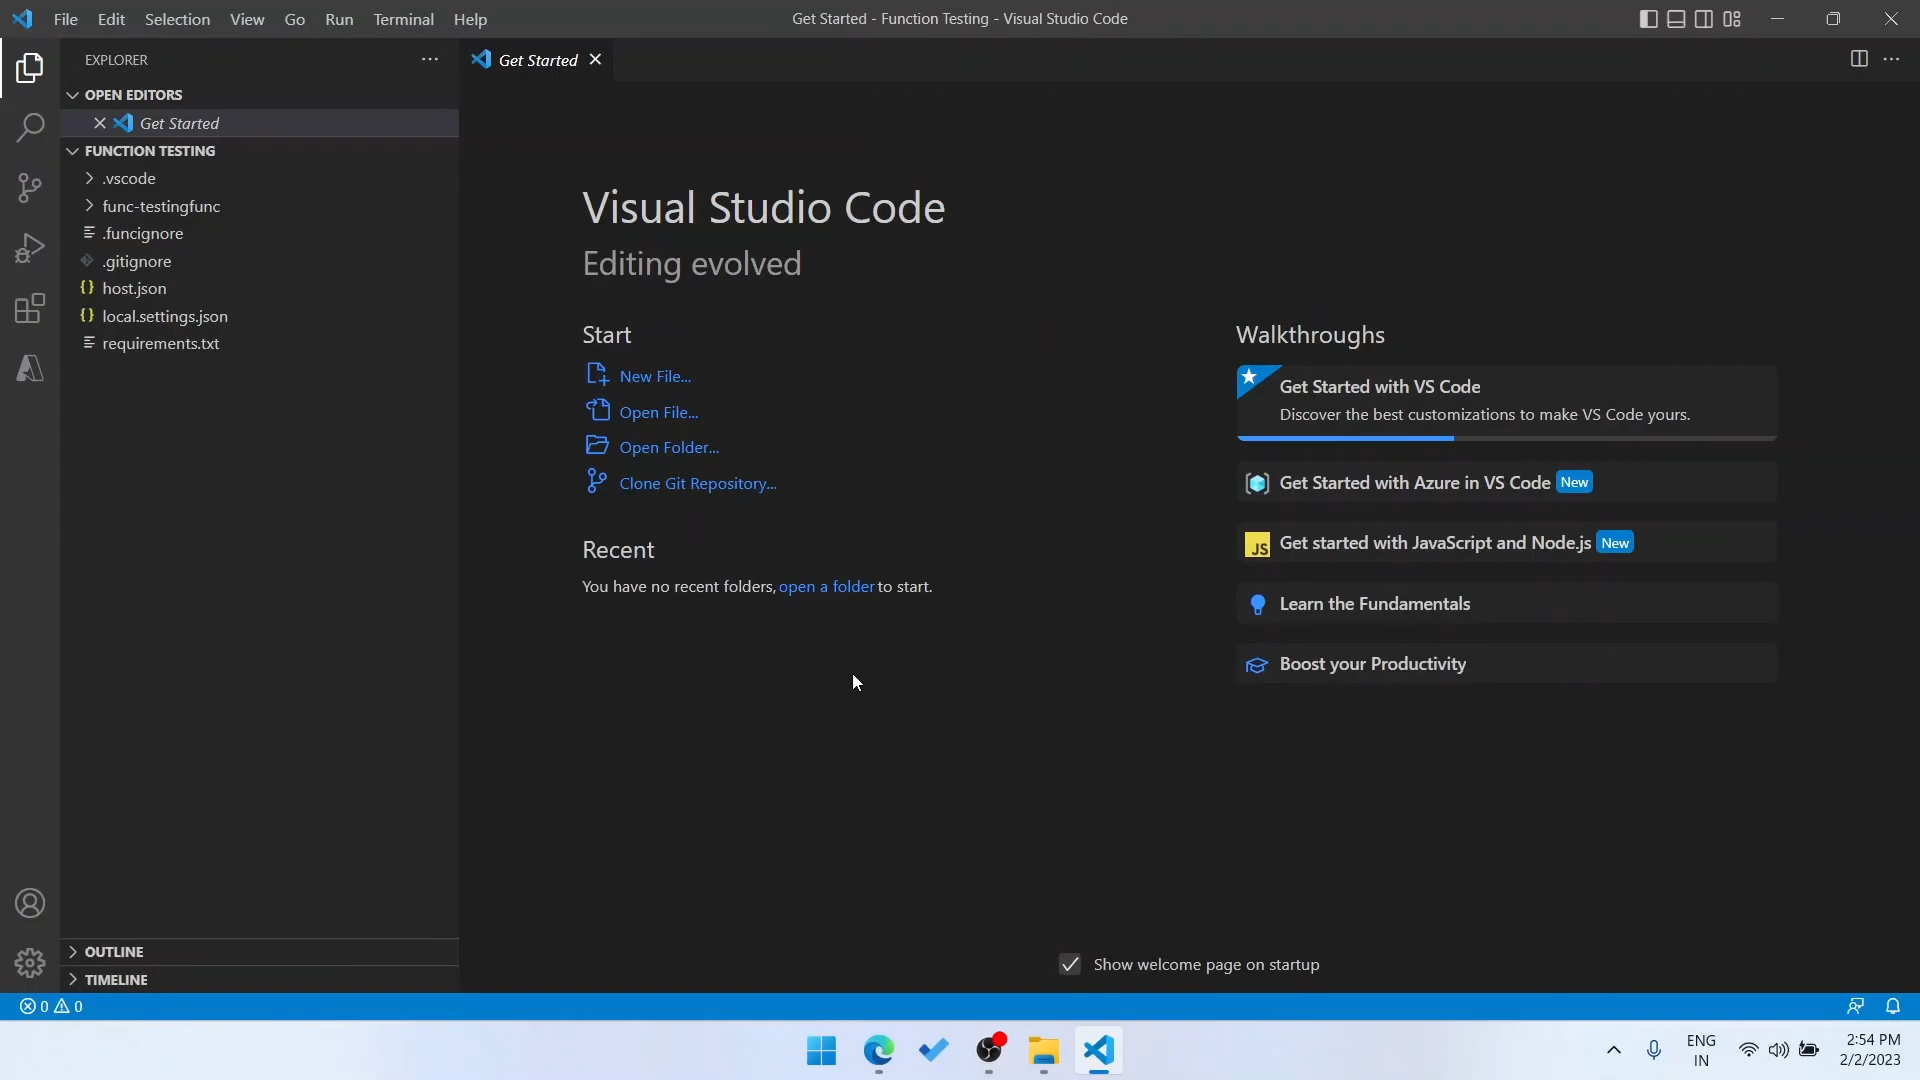 File Edit Selection View Go Run Terminal Help
Get Started - Function Testing - Visual Studio Code
EXPLORER
Get Started
OPEN EDITORS
Get Started
FUNCTION TESTING
.vscode
func-testingfunc
.funcignore
.gitignore
host.json
local.settings.json
requirements.txt
OUTLINE
TIMELINE
Visual Studio Code
Editing evolved
Start
New File...
Open File...
Open Folder...
Clone Git Repository...
Recent
You have no recent folders, open a folder to start.
Walkthroughs
Get Started with VS Code
Discover the best customizations to make VS Code yours.
Get Started with Azure in VS Code New
JS Get started with JavaScript and Node.js New
Learn the Fundamentals
Boost your Productivity
Show welcome page on startup
0 0
ENG
IN
2:54 PM
2/2/2023